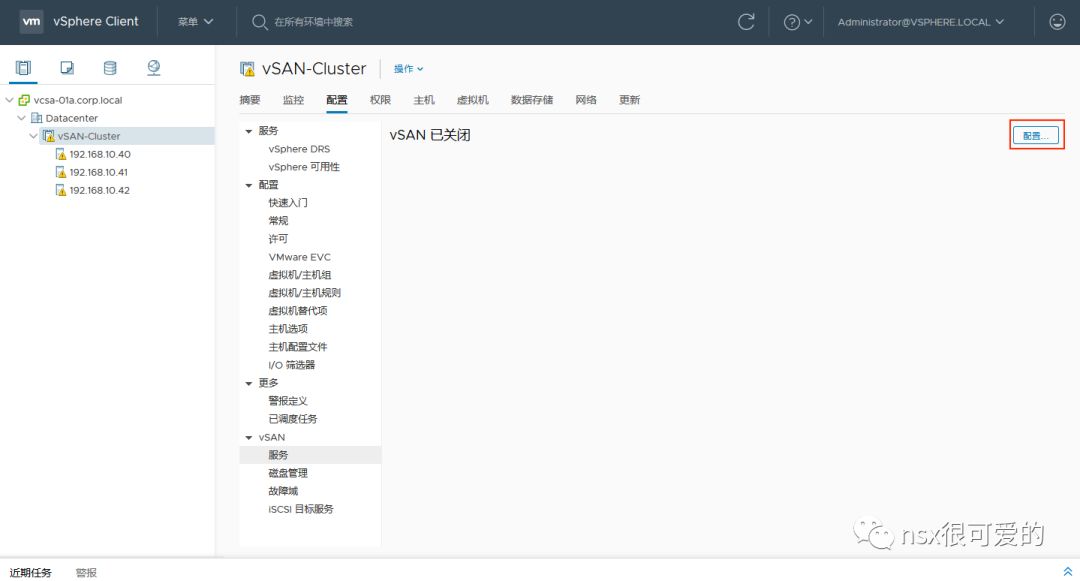 vm vSphere Client 菜单 在所有环境中搜索 Administrator@VSPHERE.LOCAL
vcsa-01a.corp.local
Datacenter
vSAN-Cluster
192.168.10.40
192.168.10.41
192.168.10.42
vSAN-Cluster 操作
摘要 监控 配置 权限 主机 虚拟机 数据存储 网络 更新
服务
vSphere DRS
vSphere 可用性
配置
快速入门
常规
许可
VMware EVC
虚拟机/主机组
虚拟机/主机规则
虚拟机替代项
主机选项
主机配置文件
I/O 筛选器
更多
警报定义
已调度任务
vSAN
服务
磁盘管理
故障域
iSCSI 目标服务
vSAN 已关闭
配置...
nsx很可爱的
近期任务 警报